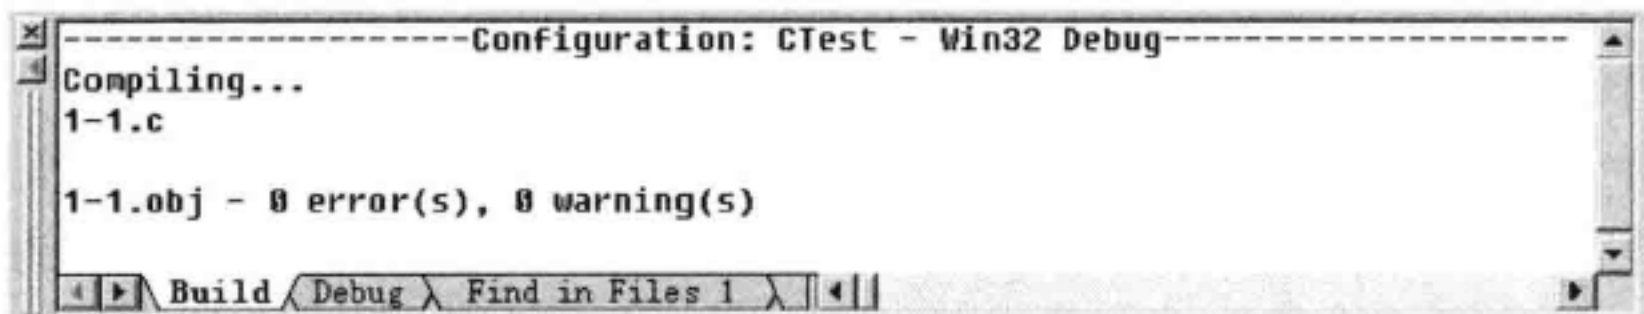 --------------------Configuration: CTest - Win32 Debug--------------------
Compiling...
1-1.c
1-1.obj - 0 error(s), 0 warning(s)
Build Debug Find in Files 1